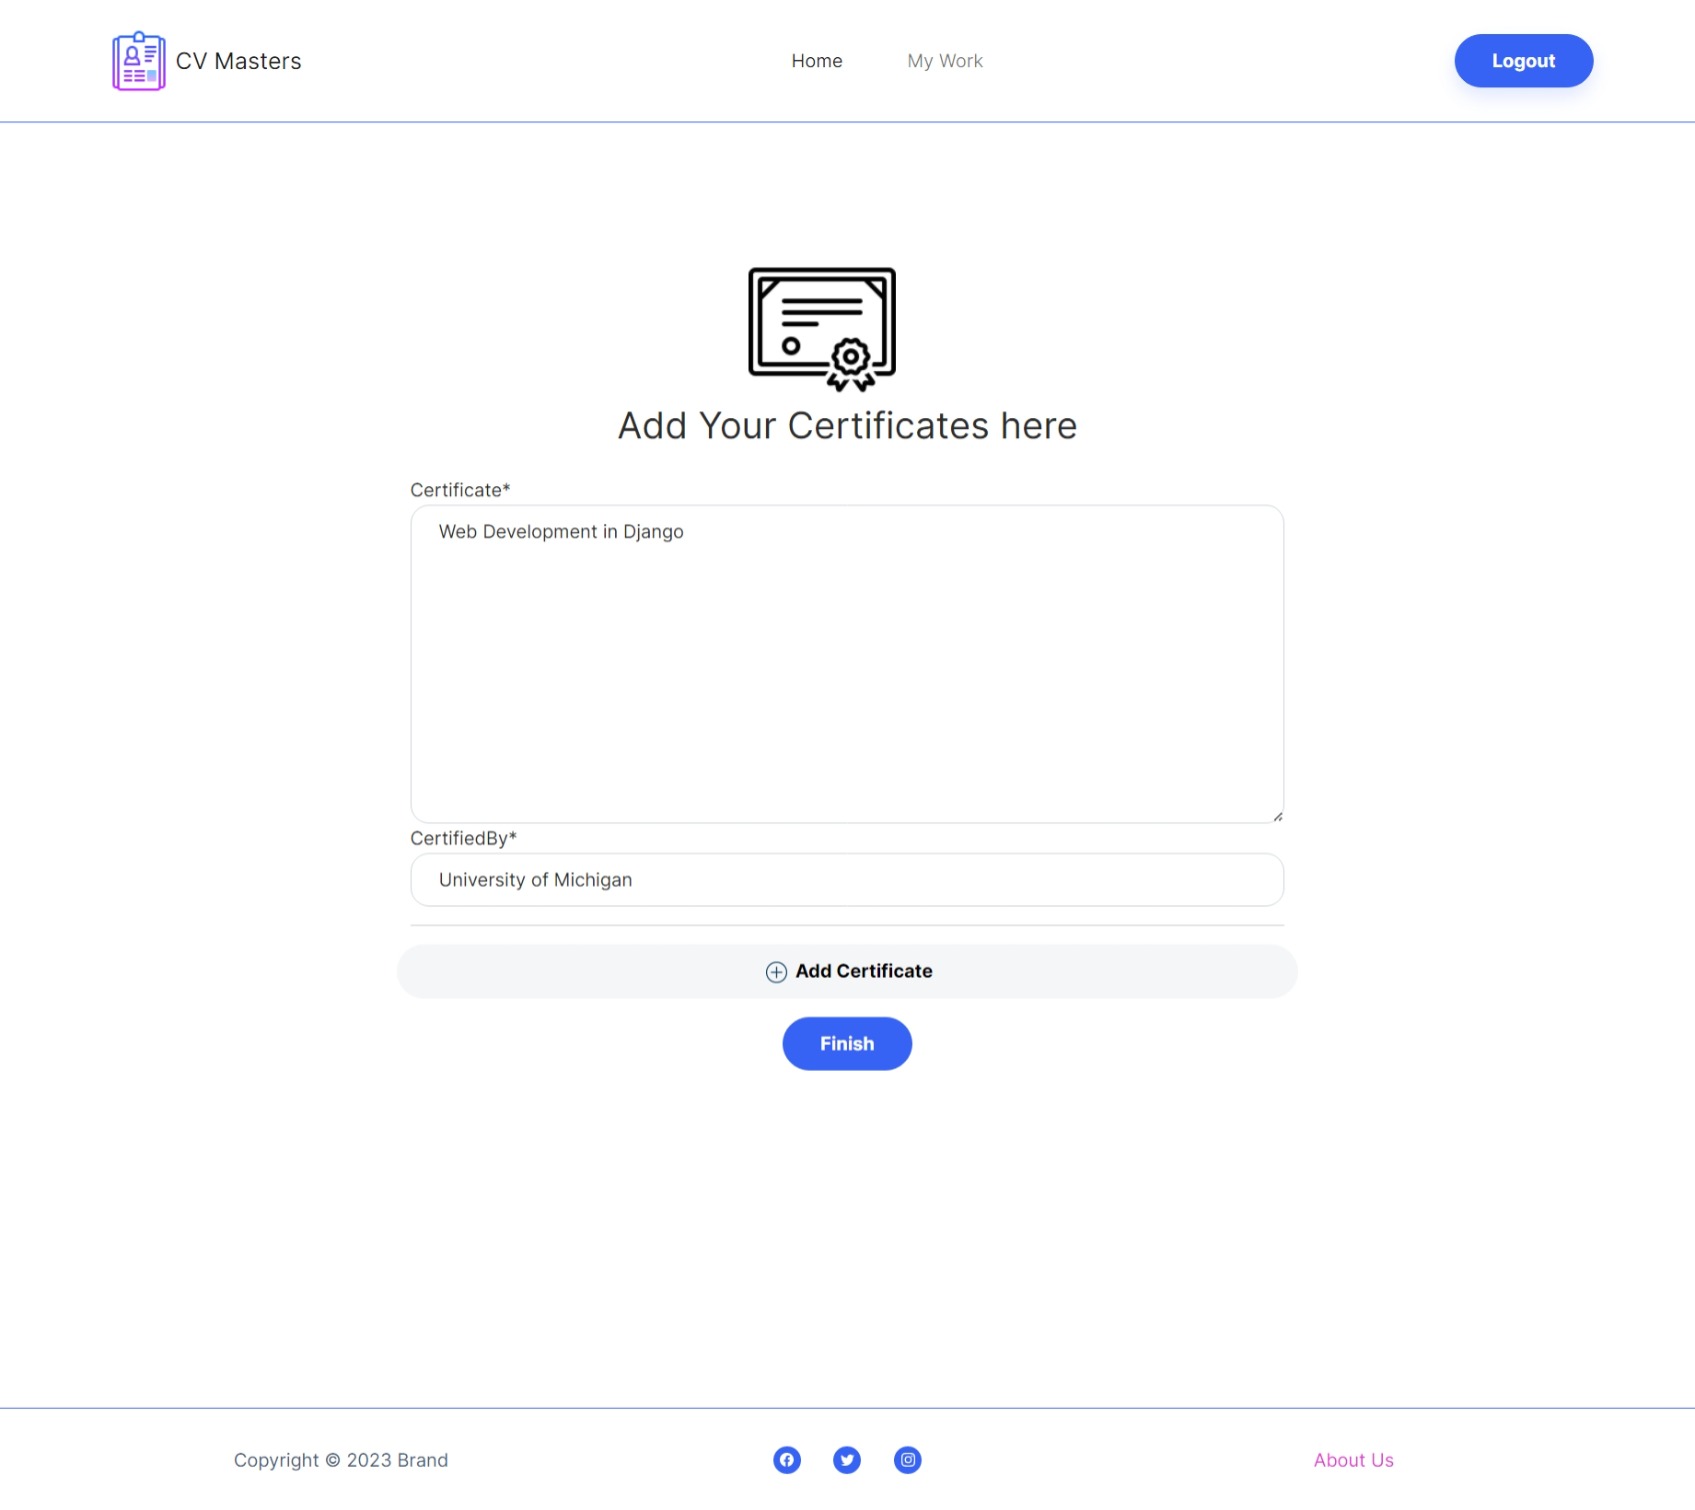 CV Masters
Home
My Work
Logout
Add Your Certificates here
Certificate*
Web Development in Django
CertifiedBy*
University of Michigan
Add Certificate
Finish
Copyright © 2023 Brand
About Us